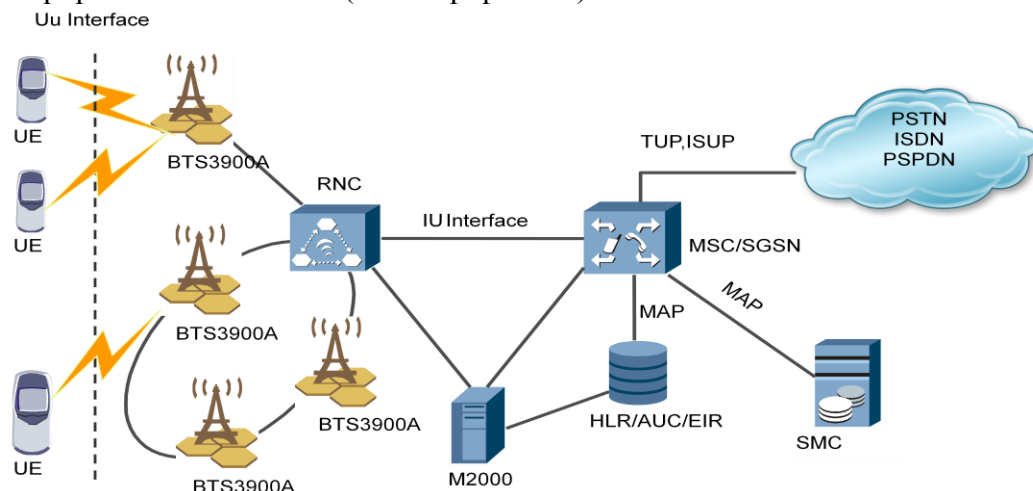 Uu Interface
UE
BTS3900A
RNC
TUP,ISUP
PSTN
ISDN
PSPDN
IU Interface
MSC/SGSN
UE
BTS3900A
MAP
MAP
BTS3900A
HLR/AUC/EIR
SMC
UE
BTS3900A
M2000